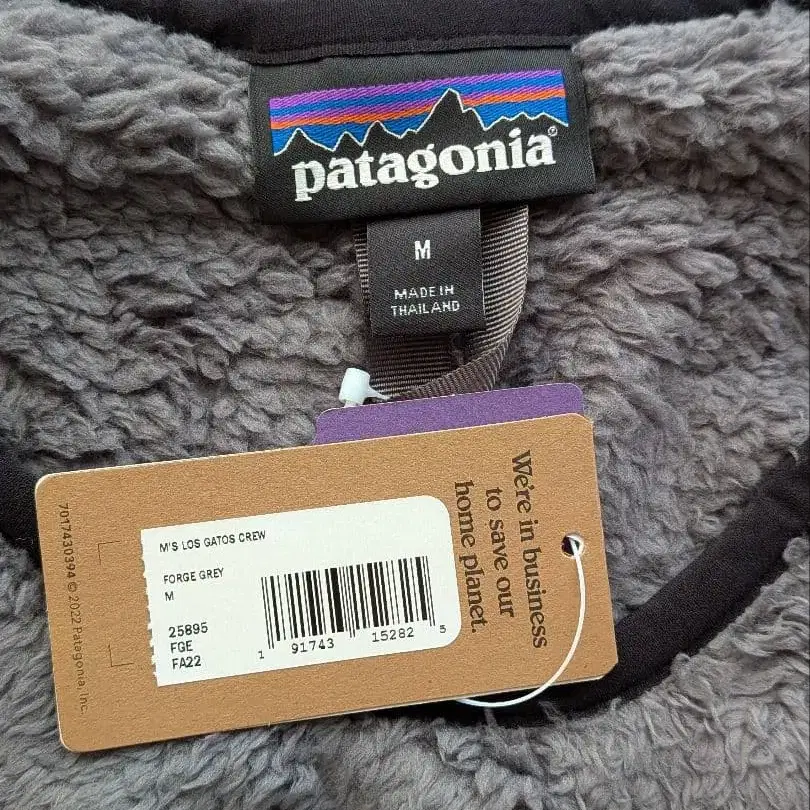 patagonia®
M
MADE IN
THAILAND
We're in business
to save our
home planet.
M'S LOS GATOS CREW
FORGE GREY
M
25895
FGE
FA22
1 91743 15282 5
7017430394 © 2022 Patagonia, Inc.